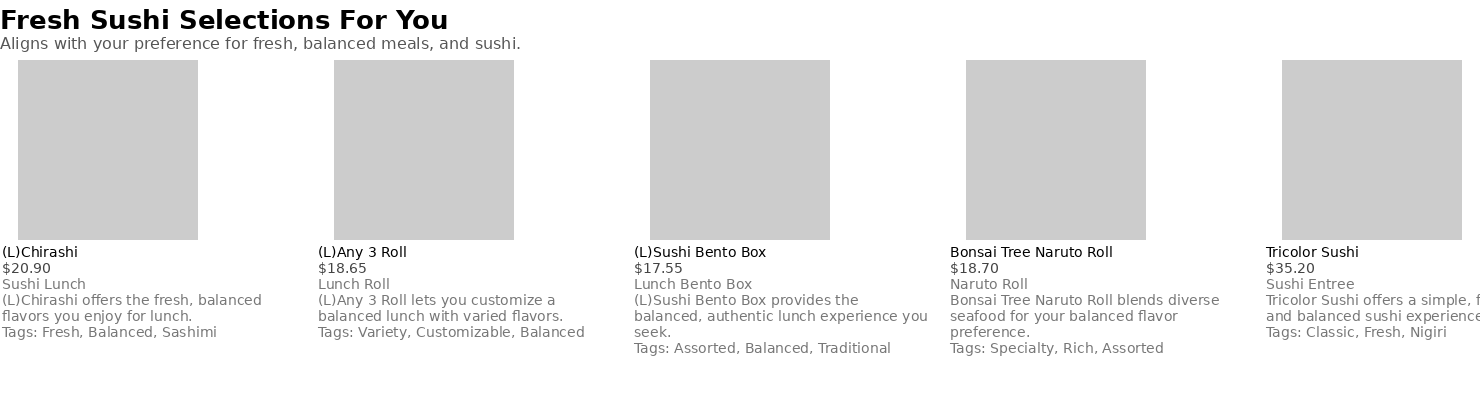 Fresh Sushi Selections For You
Aligns with your preference for fresh, balanced meals, and sushi.
(L)Chirashi
$20.90
Sushi Lunch
(L)Chirashi offers the fresh, balanced
flavors you enjoy for lunch.
Tags: Fresh, Balanced, Sashimi
(L)Any 3 Roll
$18.65
Lunch Roll
(L)Any 3 Roll lets you customize a
balanced lunch with varied flavors.
Tags: Variety, Customizable, Balanced
(L)Sushi Bento Box
$17.55
Lunch Bento Box
(L)Sushi Bento Box provides the
balanced, authentic lunch experience you
seek.
Tags: Assorted, Balanced, Traditional
Bonsai Tree Naruto Roll
$18.70
Naruto Roll
Bonsai Tree Naruto Roll blends diverse
seafood for your balanced flavor
preference.
Tags: Specialty, Rich, Assorted
Tricolor Sushi
$35.20
Sushi Entree
Tricolor Sushi offers a simple,
and balanced sushi experience
Tags: Classic, Fresh, Nigiri